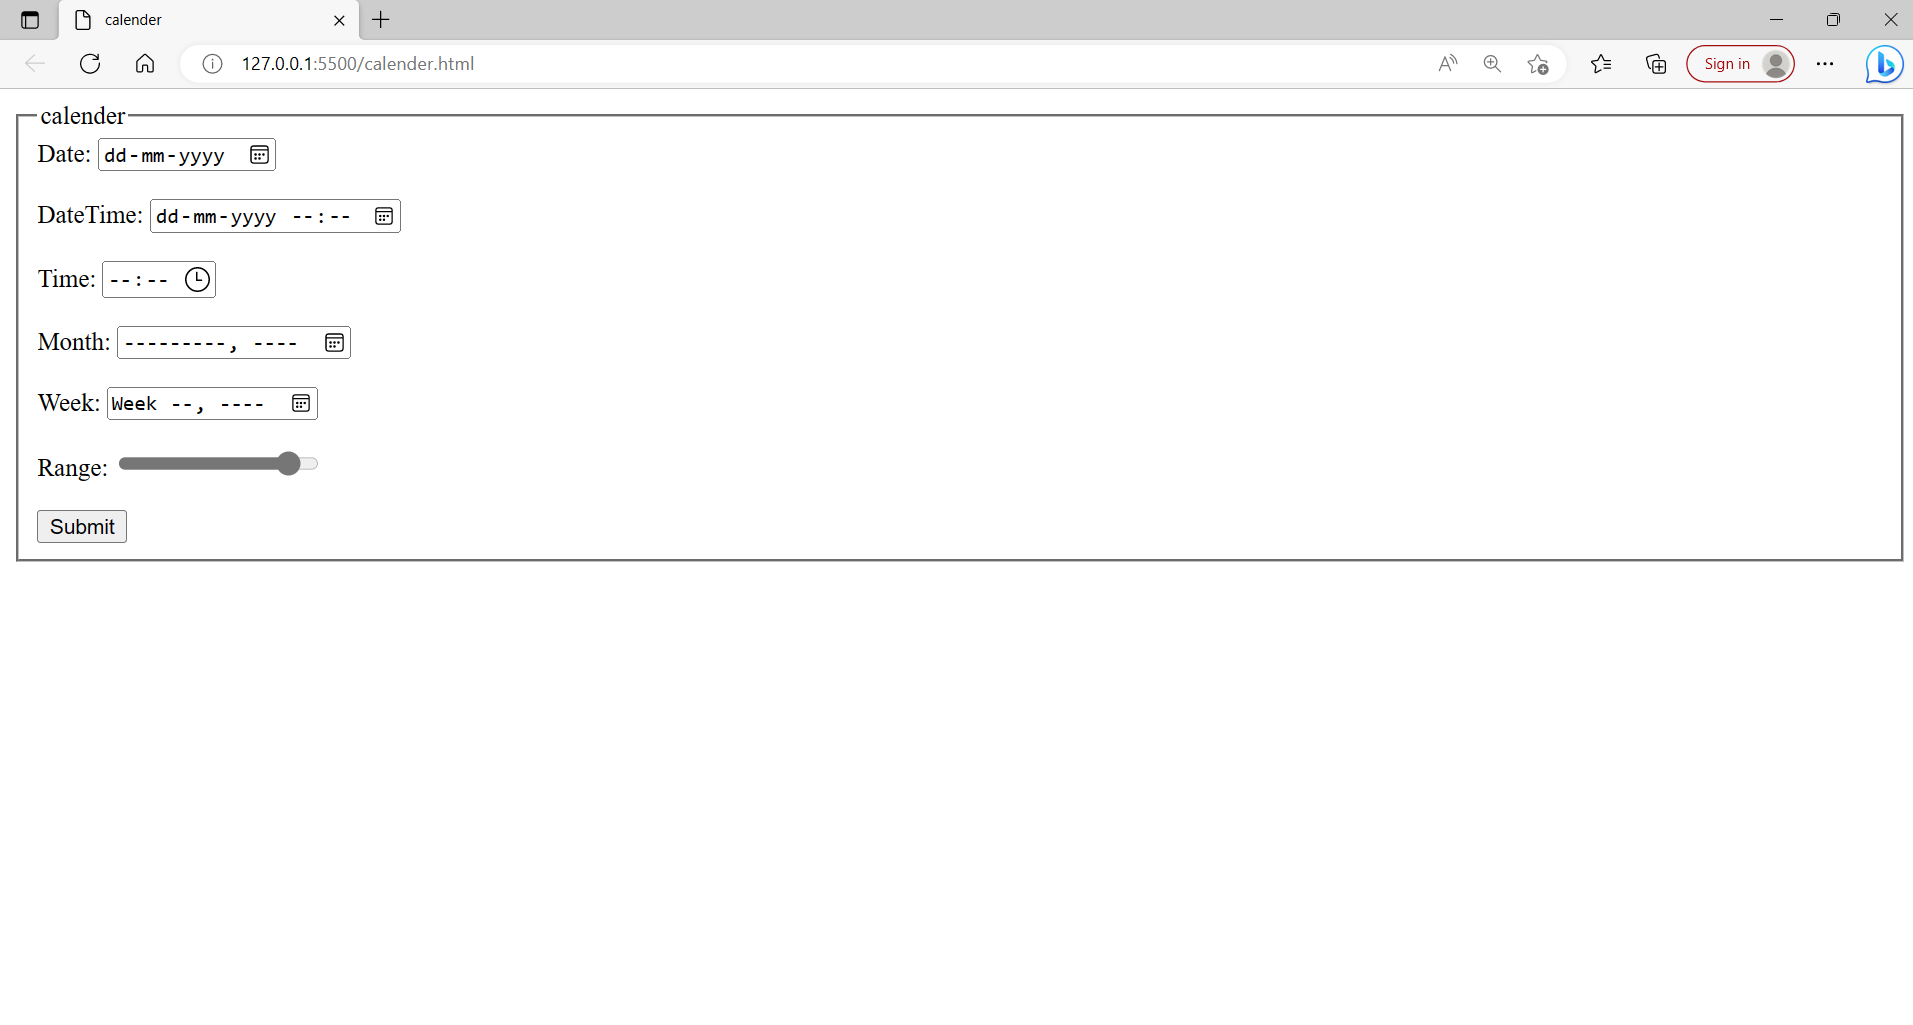 calender
127.0.0.1:5500/calender.html
Sign in
calender
Date: dd-mm-yyyy
DateTime: dd-mm-yyyy --:--
Time: --:--
Month: ---------, ----
Week: Week --, ----
Range:
Submit